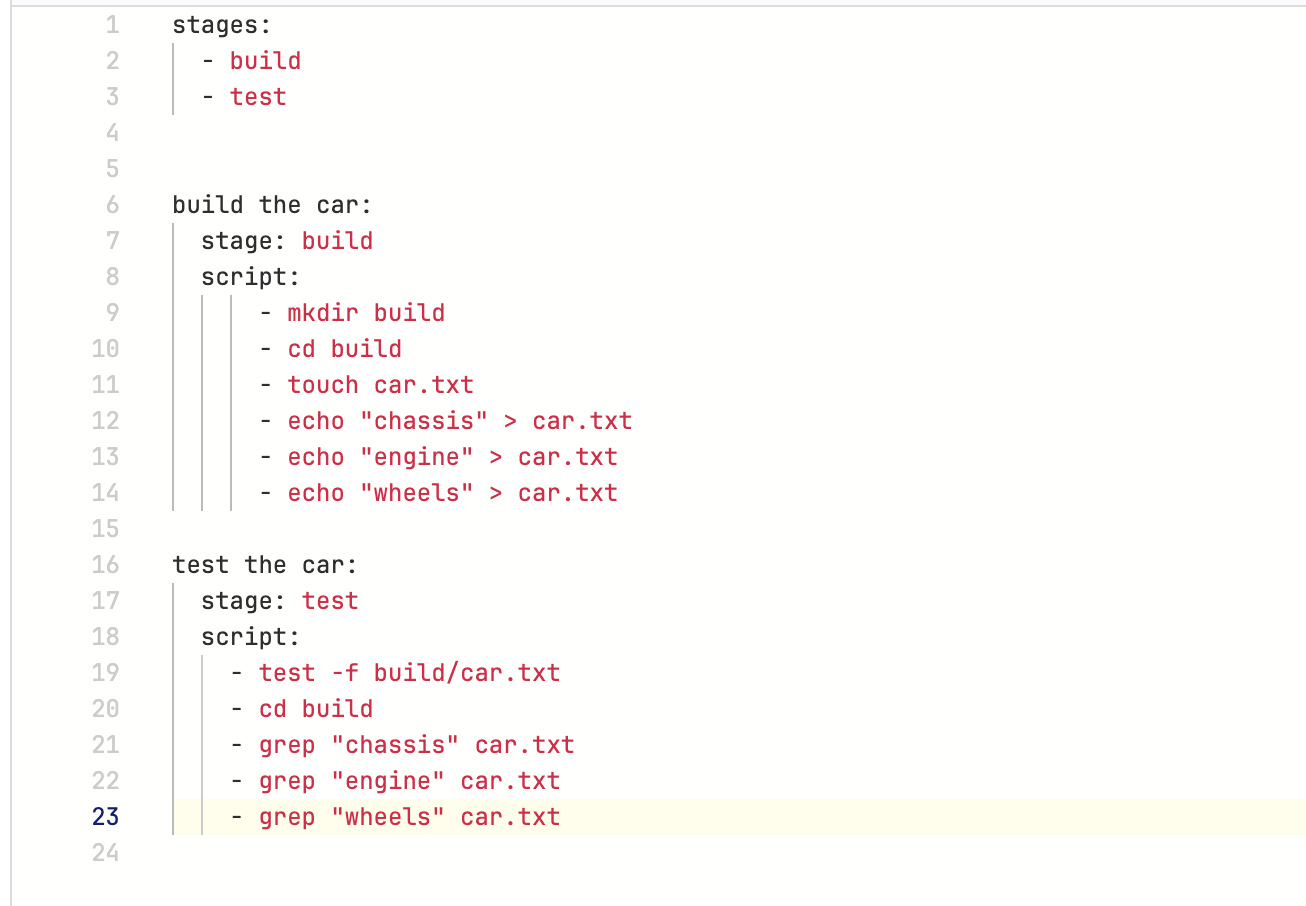 1 stages:
2 - build
3 - test
4
5
6 build the car:
7 stage: build
8 script:
9 - mkdir build
10 - cd build
11 - touch car.txt
12 - echo "chassis" > car.txt
13 - echo "engine" > car.txt
14 - echo "wheels" > car.txt
15
16 test the car:
17 stage: test
18 script:
19 - test -f build/car.txt
20 - cd build
21 - grep "chassis" car.txt
22 - grep "engine" car.txt
23 - grep "wheels" car.txt
24